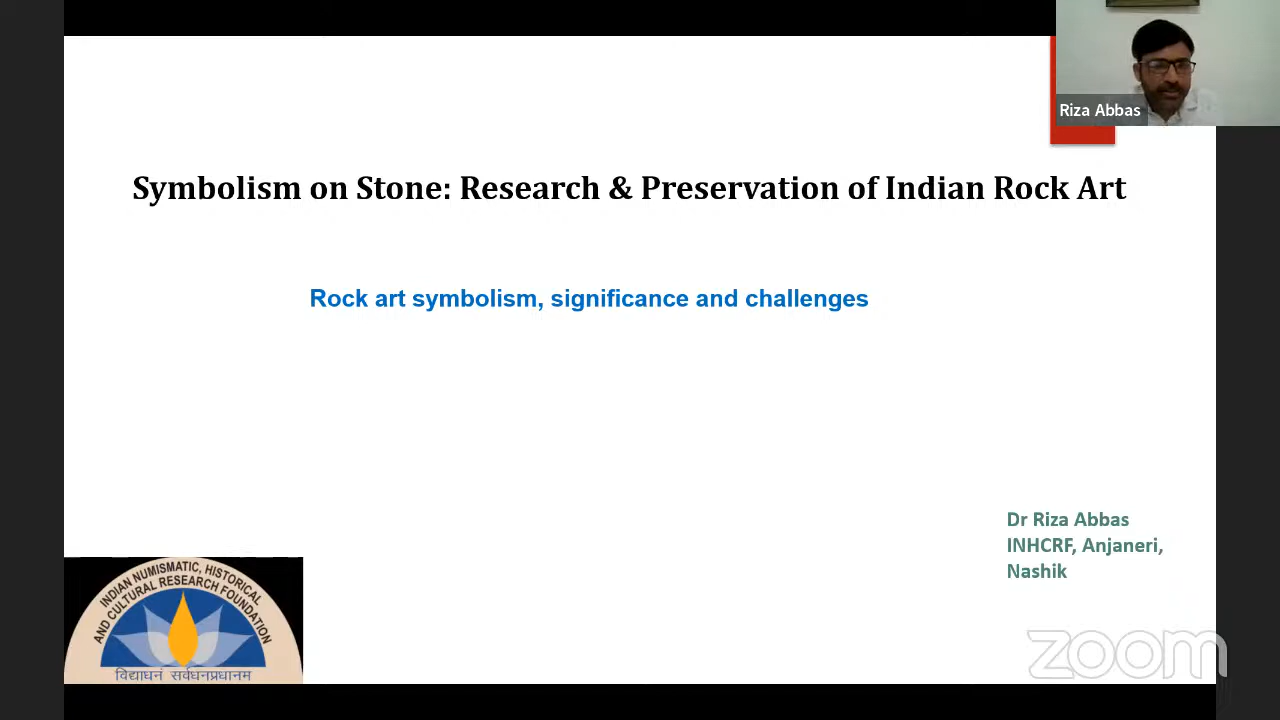 Riza Abbas
Symbolism on Stone: Research & Preservation of Indian Rock Art
Rock art symbolism, significance and challenges
Dr Riza Abbas
INHCRF, Anjaneri,
Nashik
INDIAN NUMISMATIC, HISTORICAL
AND CULTURAL RESEARCH FOUNDATION
विद्याधनं सर्वधनप्रधानम्
zoom